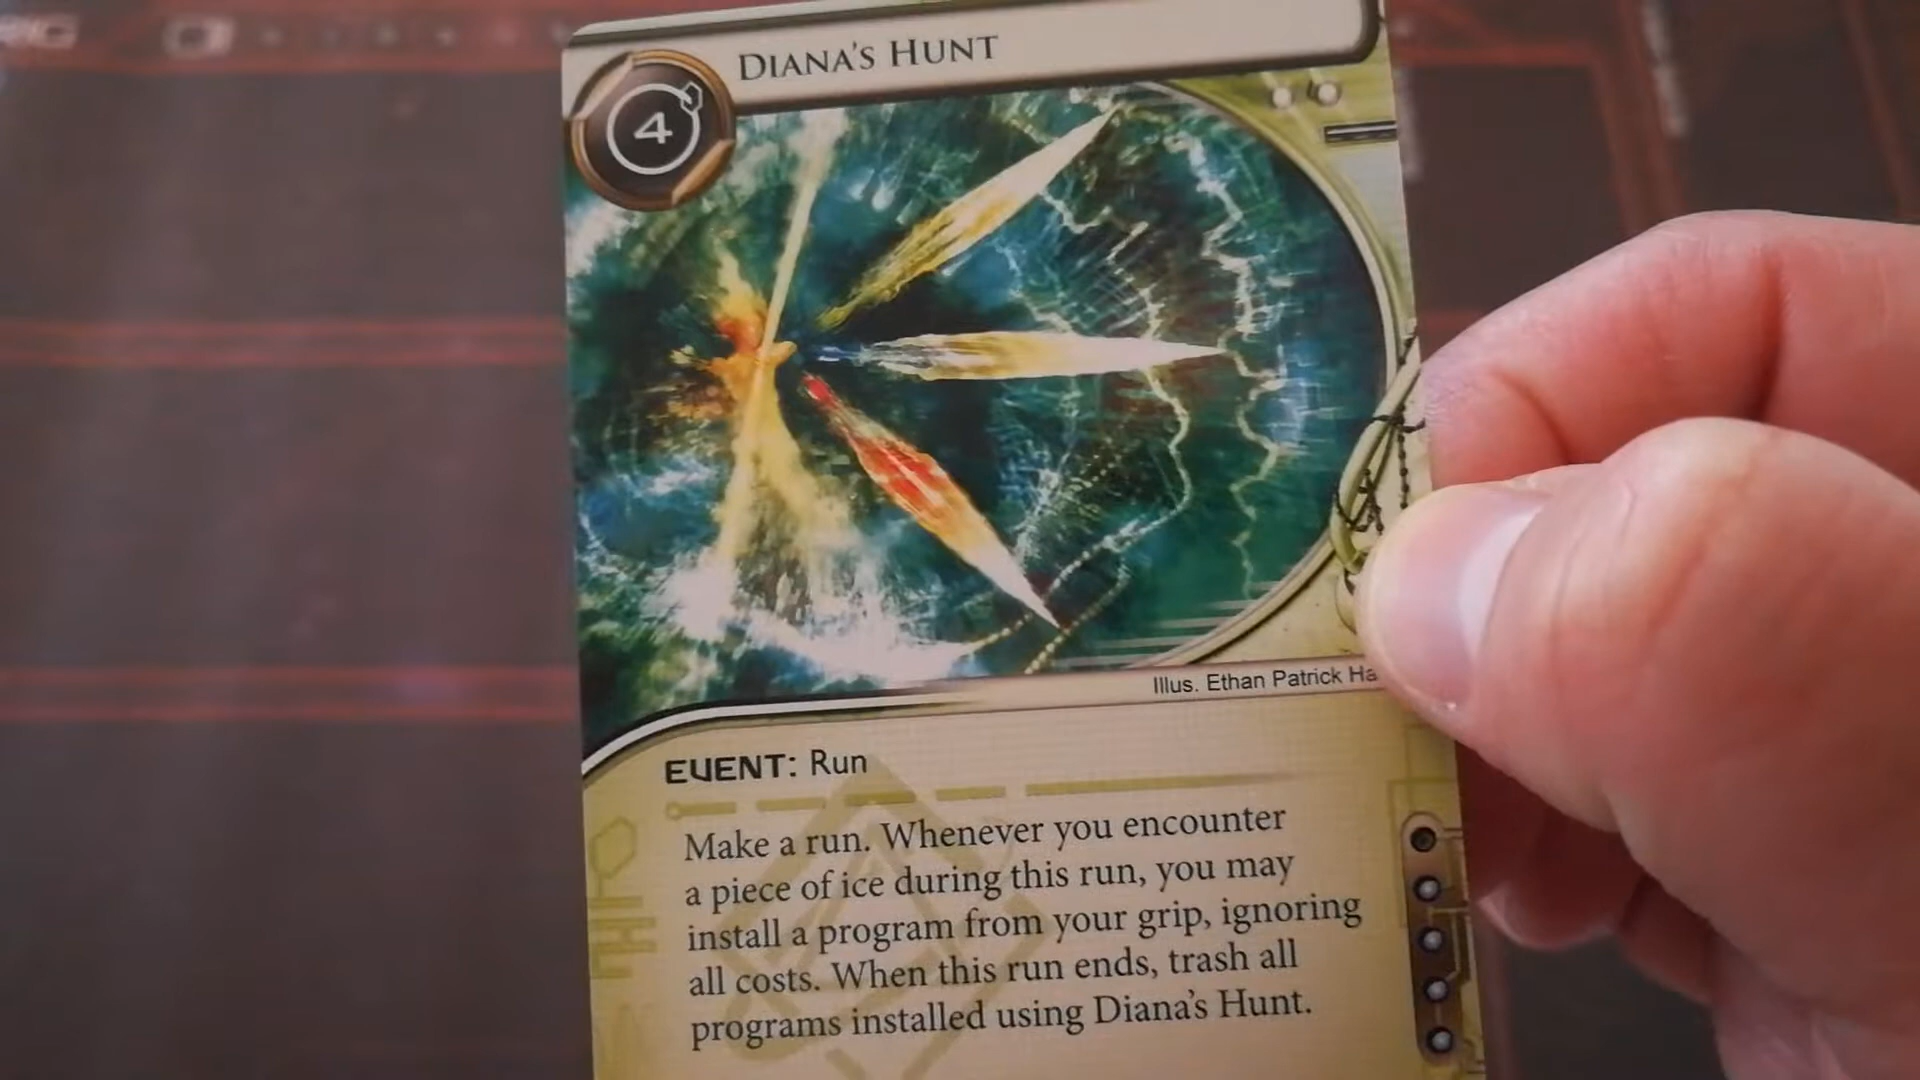 DIANA'S HUNT
4
Illus. Ethan Patrick
EVENT: Run
Make a run. Whenever you encounter
a piece of ice during this run, you may
install a program from your grip, ignoring
all costs. When this run ends, trash all
programs installed using Diana's Hunt.